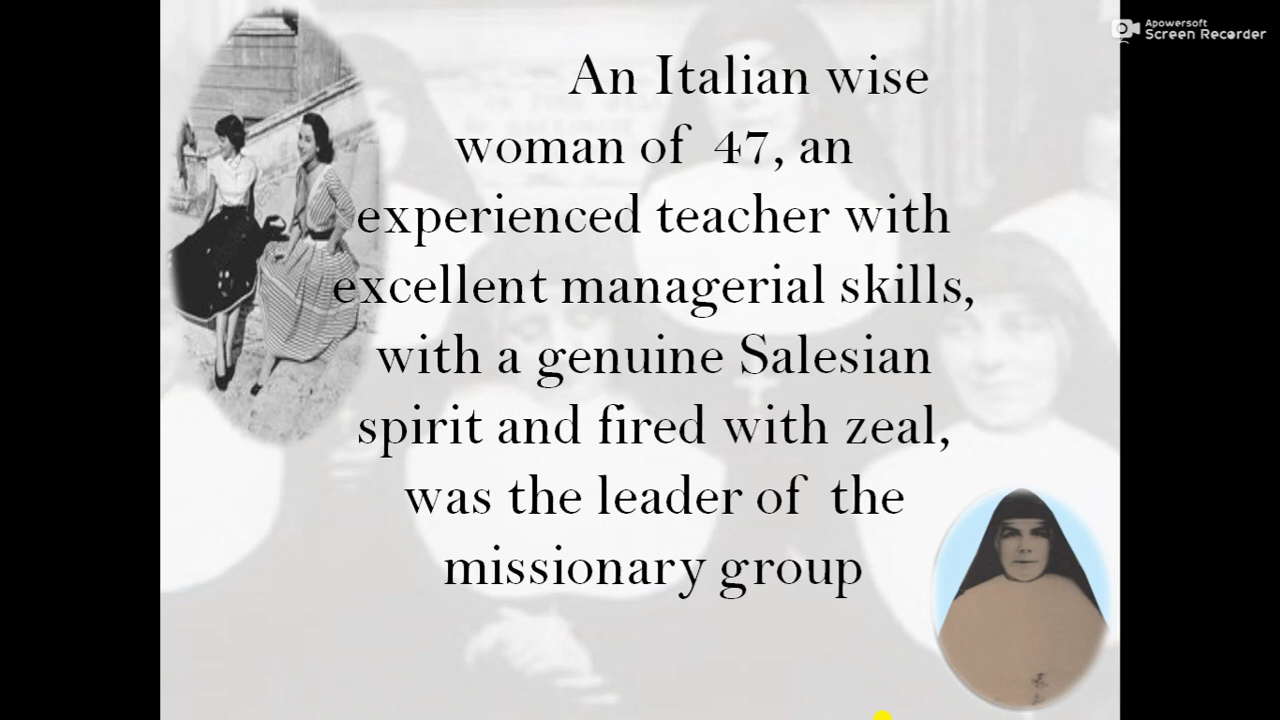 Apowersoft
Screen Recorder
An Italian wise
woman of 47, an
experienced teacher with
excellent managerial skills,
with a genuine Salesian
spirit and fired with zeal,
was the leader of the
missionary group